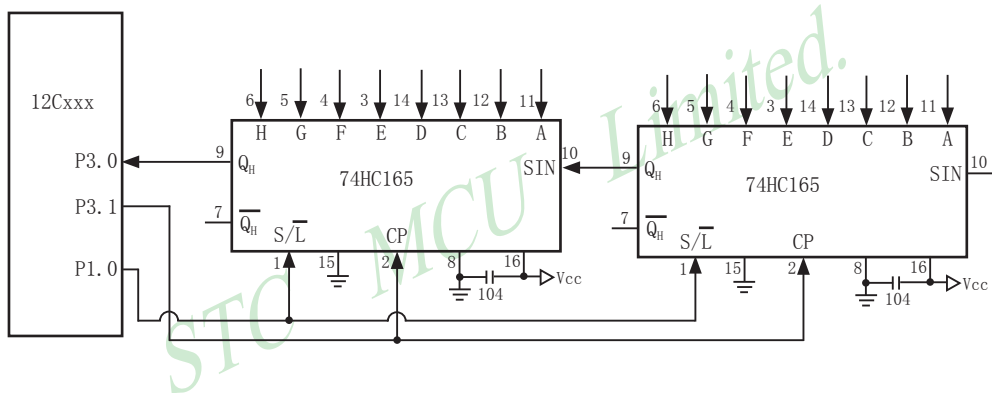 12Cxxx
P3.0
P3.1
P1.0
6 5 4 3 14 13 12 11
H G F E D C B A
9 QH 74HC165 SIN 10
7 QH S/L CP
1 15 2 8 16
104 Vcc
6 5 4 3 14 13 12 11
H G F E D C B A
9 QH 74HC165 SIN 10
7 QH S/L CP
1 15 2 8 16
104 Vcc
STC MCU Limited.